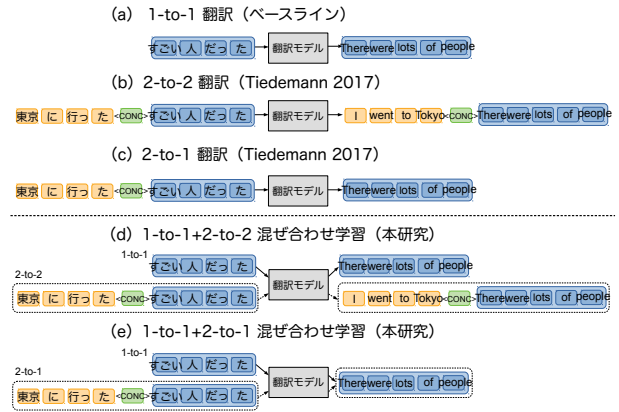 (a) 1-to-1 翻訳（ベースライン）
すごい 人 だっ た 翻訳モデル There were lots of people
(b) 2-to-2 翻訳（Tiedemann 2017）
東京 に 行っ た <CONC> すごい 人 だっ た 翻訳モデル I went to Tokyo <CONC> There were lots of people
(c) 2-to-1 翻訳（Tiedemann 2017）
東京 に 行っ た <CONC> すごい 人 だっ た 翻訳モデル There were lots of people
(d) 1-to-1+2-to-2 混ぜ合わせ学習（本研究）
1-to-1
すごい 人 だっ た There were lots of people
2-to-2
翻訳モデル
東京 に 行っ た <CONC> すごい 人 だっ た I went to Tokyo <CONC> There were lots of people
(e) 1-to-1+2-to-1 混ぜ合わせ学習（本研究）
1-to-1
すごい 人 だっ た
2-to-1
翻訳モデル There were lots of people
東京 に 行っ た <CONC> すごい 人 だっ た